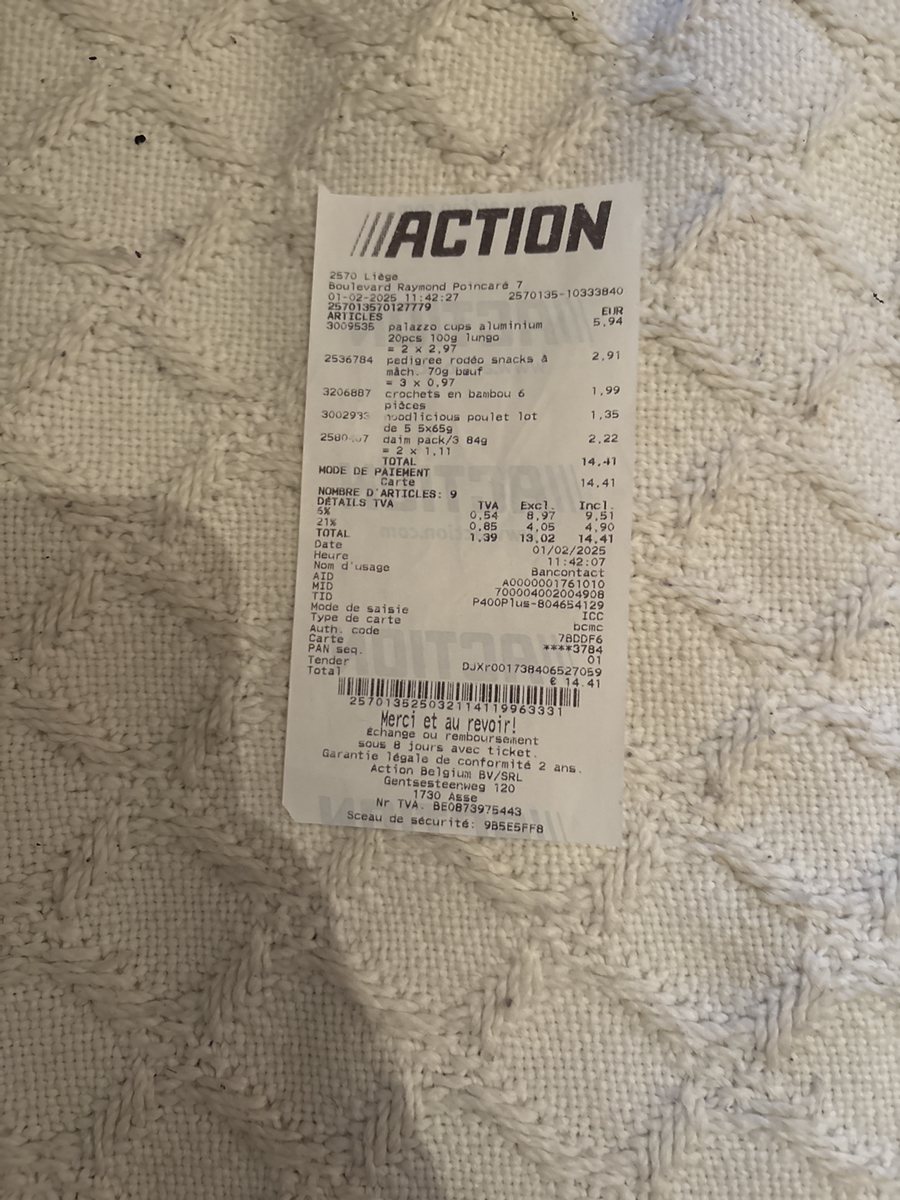 ACTION
2570 Liège
Boulevard Raymond Poincaré 7
01-02-2025 11:42:27 2570135-10333840
257013570127779
ARTICLES EUR
3009535 palazzo cups aluminium 5,94
20pcs 100g lungo
= 2 x 2,97
2536784 pedigree rodéo snacks à 2,91
mâch. 70g bœuf
= 3 x 0,97
3206887 crochets en bambou 6 1,99
pièces
noodlicious poulet lot 1,35
de 5 5x65g
daim pack/3 84g 2,22
= 2 x 1,11
TOTAL 14,41
MODE DE PAIEMENT
Carte 14,41
NOMBRE D'ARTICLES: 9
DÉTAILS TVA TVA Excl. Incl.
6% 0,54 8,97 9,51
21% 0,85 4,05 4,90
TOTAL 1,39 13,02 14,41
Date 01/02/2025
Heure 11:42:07
Nom d'usage Bancontact
AID A0000001761010
MID 700004002004908
TID P400Plus-804654129
Mode de saisie ICC
Type de carte bcmc
Auth. code 78DDF6
Carte ****3784
PAN seq. 01
Tender DJXr001738406527059
Total € 14.41
257013525032114119963331
Merci et au revoir!
Échange ou remboursement
sous 8 jours avec ticket.
Garantie légale de conformité 2 ans.
Action Belgium BV/SRL
Gentsesteenweg 120
1730 Asse
Nr TVA. BE0873975443
Sceau de sécurité: 9B5E5FF8